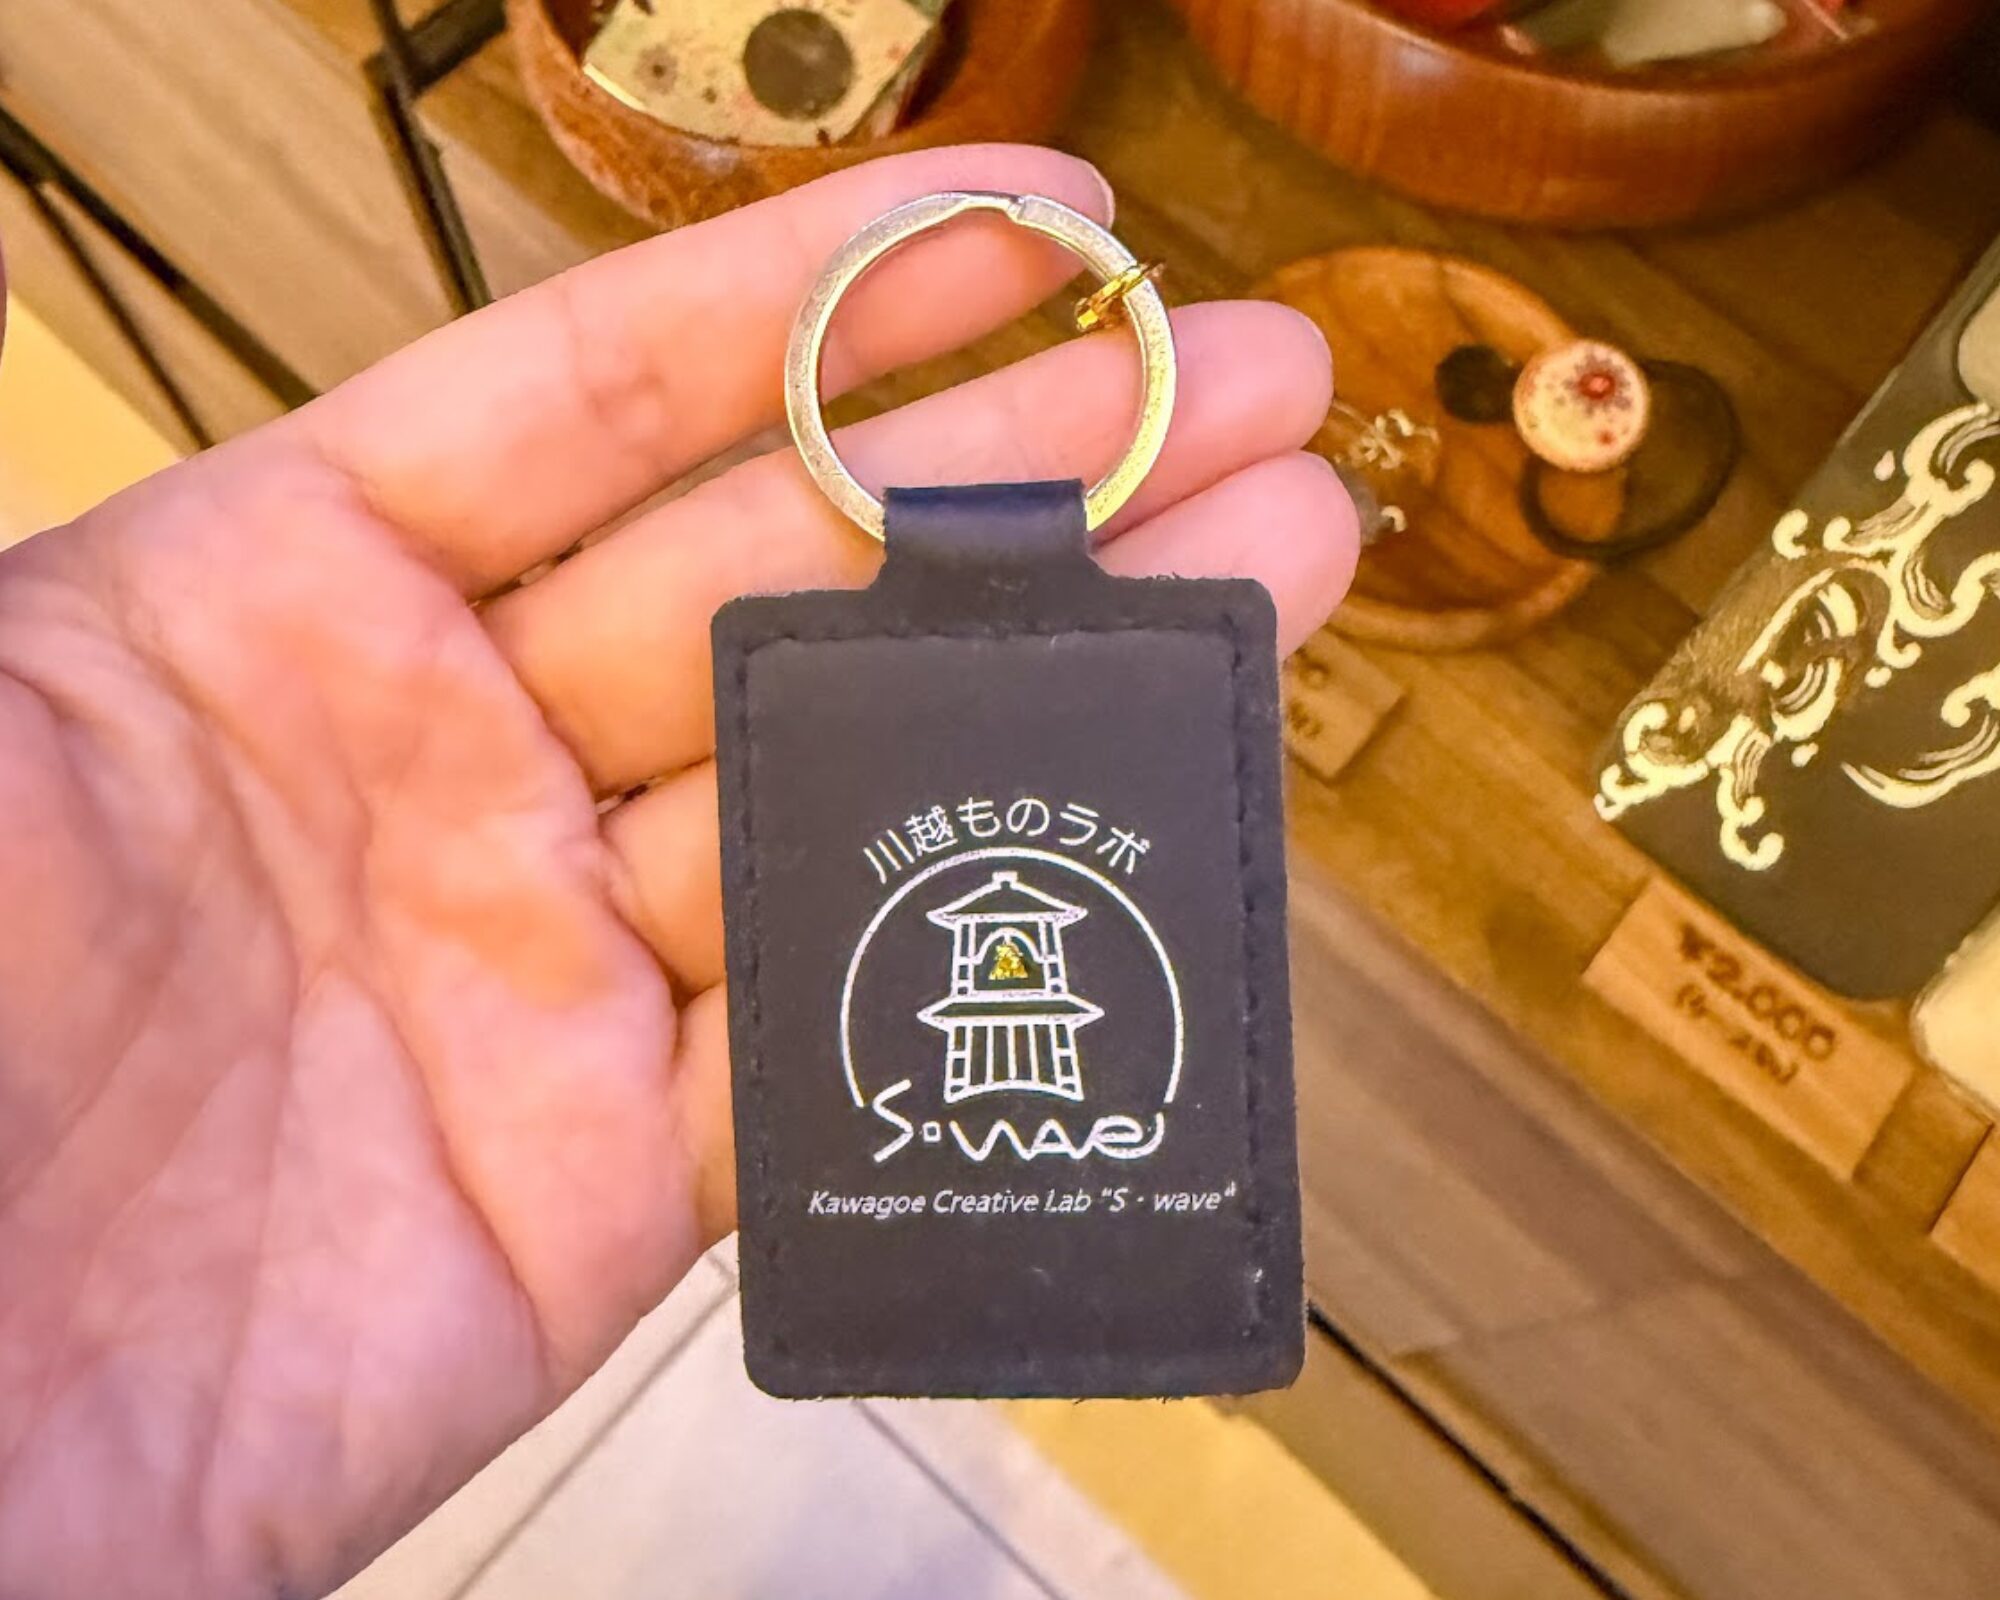 川越ものラボ
S·wave
Kawagoe Creative Lab "S · wave"
¥2.000